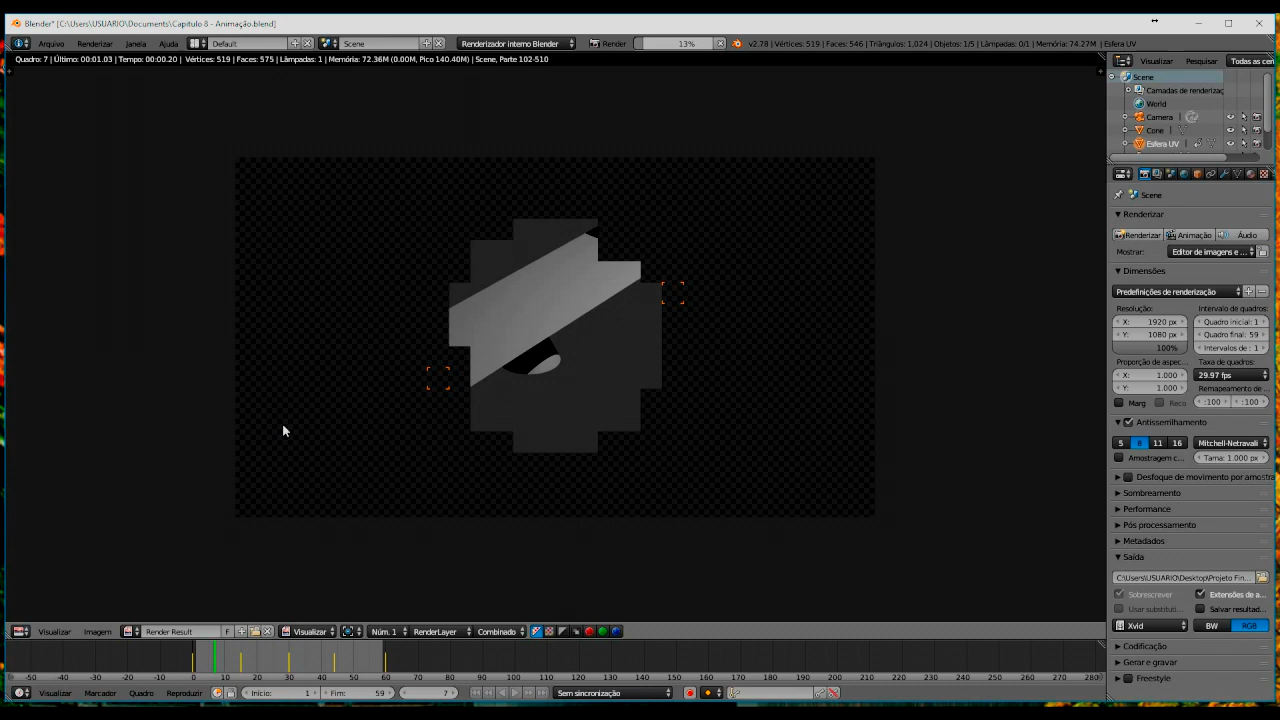 Blender* [C:\Users\USUARIO\Documents\Capitulo 8 - Animação.blend]
Arquivo Renderizar Janela Ajuda Default Scene Renderizador interno Blender Render 13% v2.78 | Vértices:519 | Faces:546 | Triângulos:1,024 | Objetos:1/5 | Lâmpadas:0/1 | Memória:74.27M | Esfera UV
Quadro: 7 | Último: 00:01.03 | Tempo: 00:00.20 | Vértices: 519 | Faces: 575 | Lâmpadas: 1 | Memória: 72.36M (0.00M, Pico 140.40M) | Scene, Parte 102-510
Visualizar Pesquisar Todas as cen
Scene
Camadas de renderizaç
World
Camera
Cone
Esfera UV
Scene
Renderizar
Renderizar Animação Áudio
Mostrar: Editor de imagens e ...
Dimensões
Predefinições de renderização
Resolução: Intervalo de quadros:
X: 1920 px Quadro inicial: 1
Y: 1080 px Quadro final: 59
100% Intervalos de : 1
Proporção de aspec... Taxa de quadros:
X: 1.000 29.97 fps
Y: 1.000 Remapeamento de...
Marg Reco :100 :100
Antisserrilhamento
5 8 11 16 Mitchell-Netravali
Amostragem c... Tama: 1.000 px
Desfoque de movimento por amostra
Sombreamento
Performance
Pós processamento
Metadados
Saída
C:\Users\USUARIO\Desktop\Projeto Fin...
Sobrescrever Extensões de a...
Usar substituti... Salvar resultad...
Xvid BW RGB
Codificação
Gerar e gravar
Freestyle
Visualizar Imagem Render Result F Visualizar Núm. 1 RenderLayer Combinado
-50 -40 -30 -20 -10 0 10 20 30 40 50 60 70 80 90 100 110 120 130 140 150 160 170 180 190 200 210 220 230 240 250 260 270 280
Visualizar Marcador Quadro Reproduzir Início: 1 Fim: 59 7 Sem sincronização